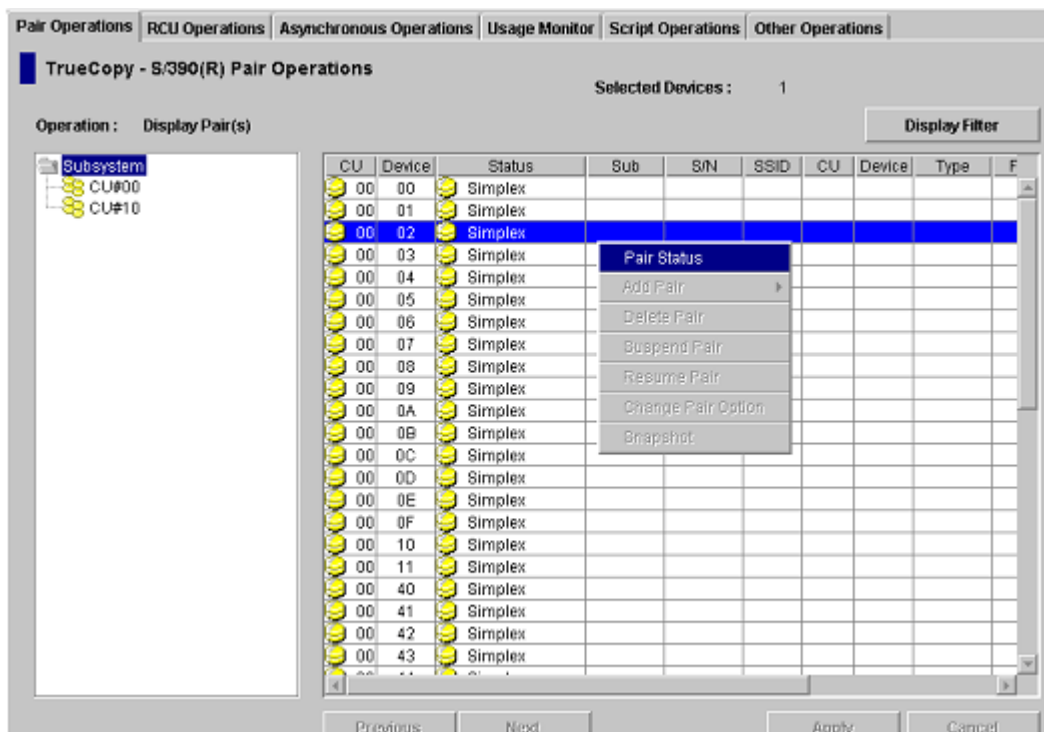 Pair Operations RCU Operations Asynchronous Operations Usage Monitor Script Operations Other Operations
TrueCopy - S/390(R) Pair Operations
Selected Devices : 1
Operation : Display Pair(s)
Display Filter
Subsystem
CU#00
CU#10
CU Device Status Sub S/N SSID CU Device Type
00 00 Simplex
00 01 Simplex
00 02 Simplex
00 03 Simplex
00 04 Simplex
00 05 Simplex
00 06 Simplex
00 07 Simplex
00 08 Simplex
00 09 Simplex
00 0A Simplex
00 0B Simplex
00 0C Simplex
00 0D Simplex
00 0E Simplex
00 0F Simplex
00 10 Simplex
00 11 Simplex
00 40 Simplex
00 41 Simplex
00 42 Simplex
00 43 Simplex
Pair Status
Add Pair
Delete Pair
Suspend Pair
Resume Pair
Change Pair Option
Snapshot
Previous Next Apply Cancel